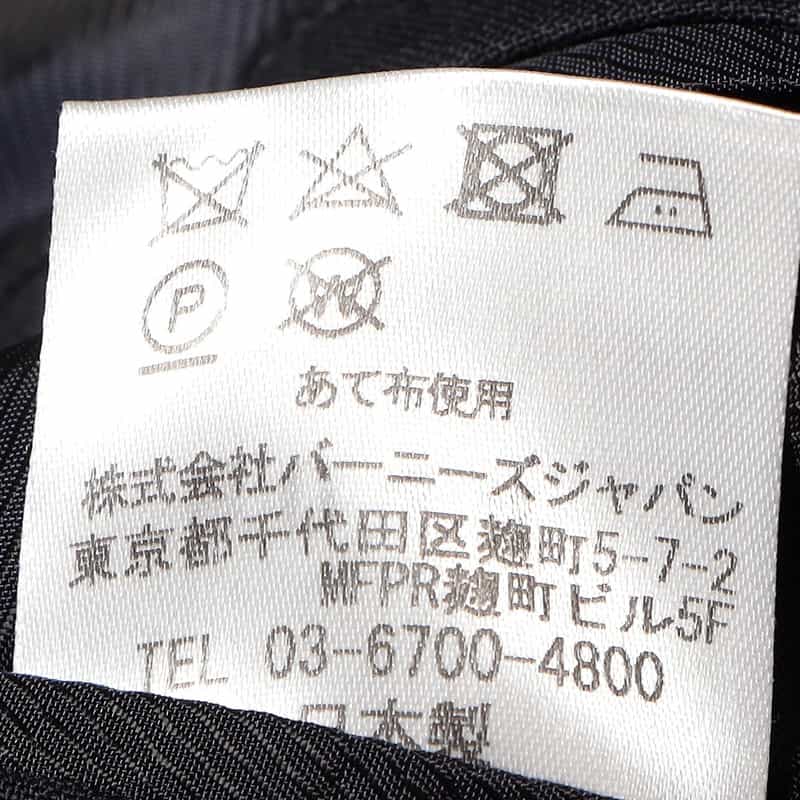 P W
あて布使用
株式会社バーニーズジャパン
東京都千代田区麹町5-7-2
MFPR麹町ビル5F
TEL 03-6700-4800
日本製